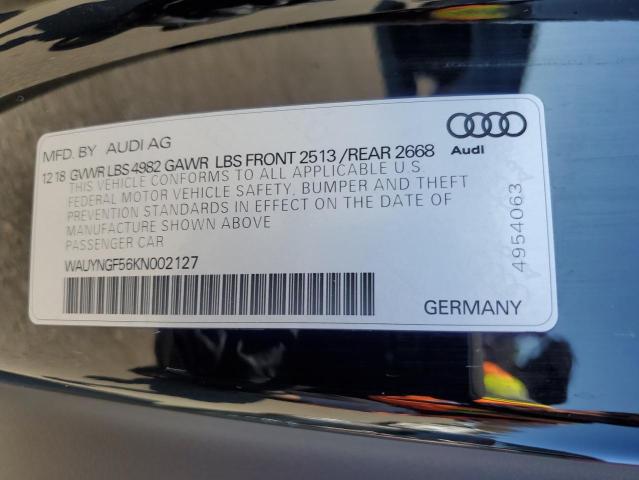 MFD. BY AUDI AG
12 18 GVWR LBS 4982 GAWR LBS FRONT 2513 /REAR 2668
THIS VEHICLE CONFORMS TO ALL APPLICABLE U.S.
FEDERAL MOTOR VEHICLE SAFETY, BUMPER AND THEFT
PREVENTION STANDARDS IN EFFECT ON THE DATE OF
MANUFACTURE SHOWN ABOVE
PASSENGER CAR
WAUYNGF56KN002127
Audi
4954063
GERMANY